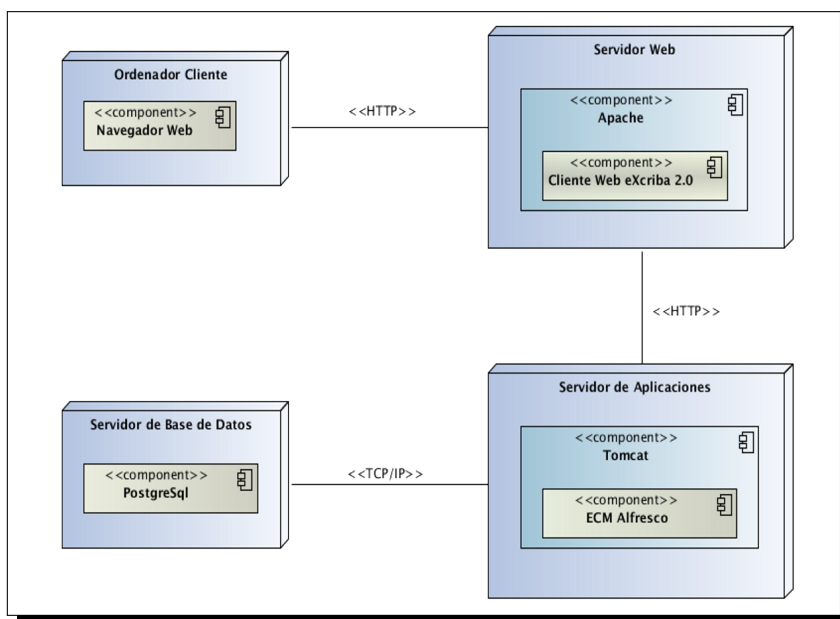 Ordenador Cliente
<<component>>
Navegador Web
<<HTTP>>
Servidor Web
<<component>>
Apache
<<component>>
Cliente Web eXcriba 2.0
<<HTTP>>
Servidor de Aplicaciones
<<component>>
Tomcat
<<component>>
ECM Alfresco
<<TCP/IP>>
Servidor de Base de Datos
<<component>>
PostgreSql